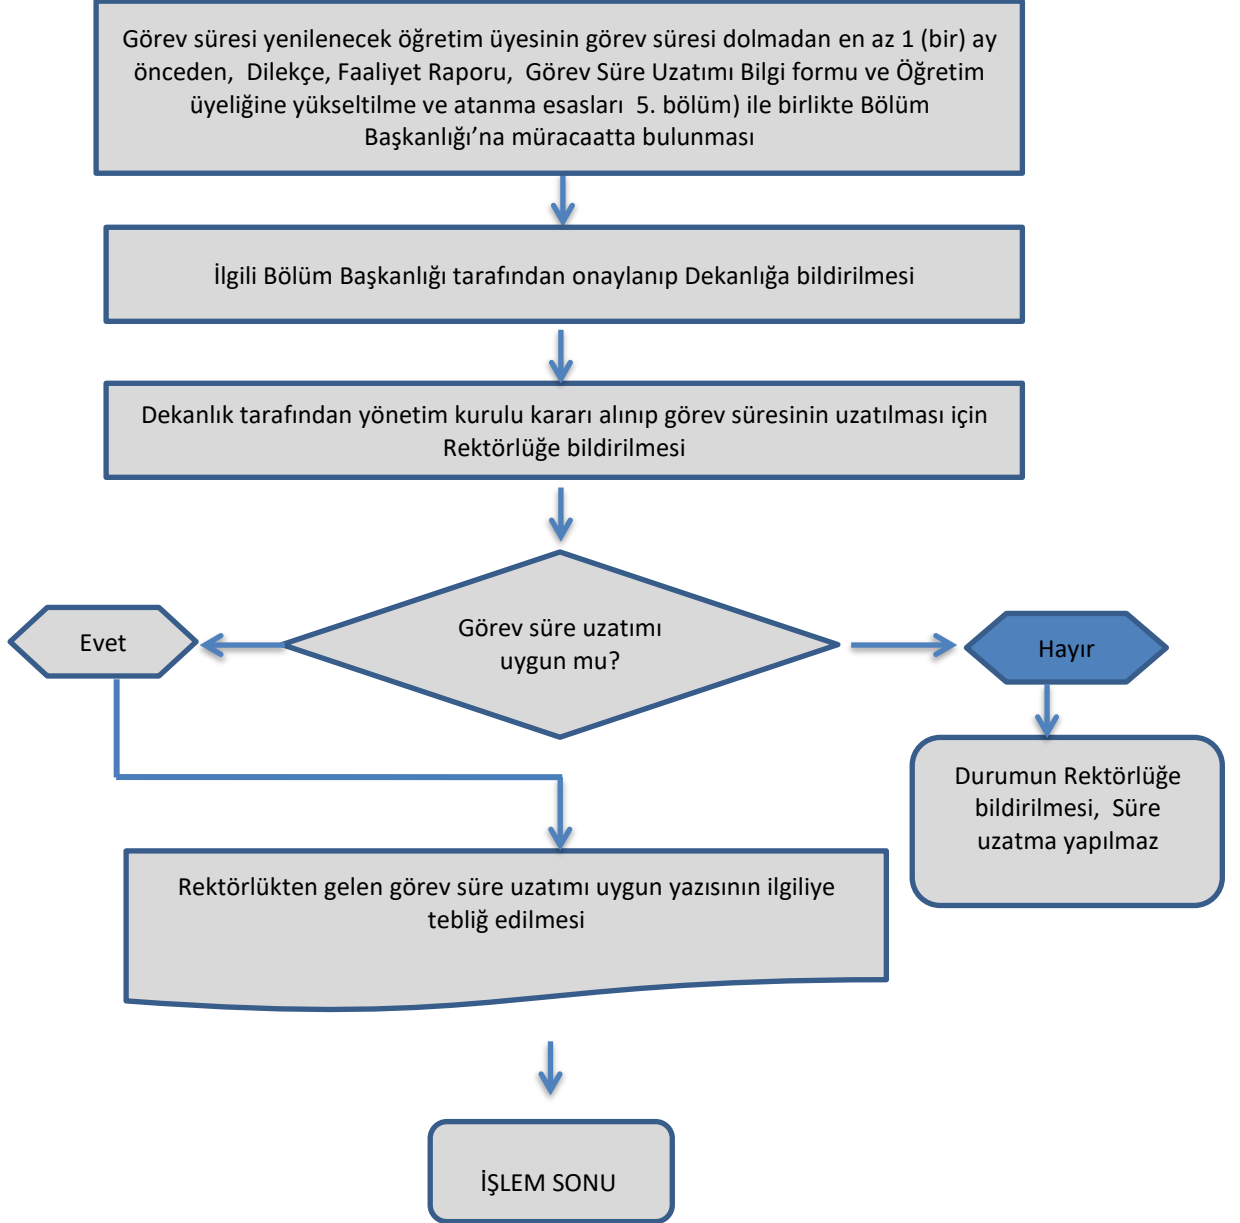 Görev süresi yenilenecek öğretim üyesinin görev süresi dolmadan en az 1 (bir) ay
önceden,  Dilekçe, Faaliyet Raporu,  Görev Süre Uzatımı Bilgi formu ve Öğretim
üyeliğine yükseltilme ve atanma esasları  5. bölüm) ile birlikte Bölüm
Başkanlığı’na müracaatta bulunması
İlgili Bölüm Başkanlığı tarafından onaylanıp Dekanlığa bildirilmesi
Dekanlık tarafından yönetim kurulu kararı alınıp görev süresinin uzatılması için
Rektörlüğe bildirilmesi
Görev süre uzatımı
uygun mu?
Evet
Hayır
Durumun Rektörlüğe
bildirilmesi,  Süre
uzatma yapılmaz
Rektörlükten gelen görev süre uzatımı uygun yazısının ilgiliye
tebliğ edilmesi
İŞLEM SONU